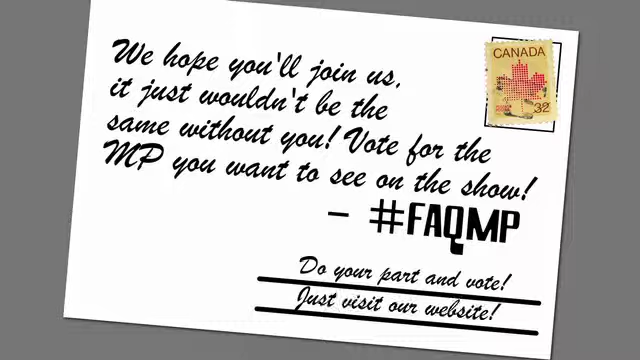 We hope you'll join us,
it just wouldn't be the
same without you! Vote for the
MP you want to see on the show!
- #FAQMP
Do your part and vote!
Just visit our website!
CANADA
32